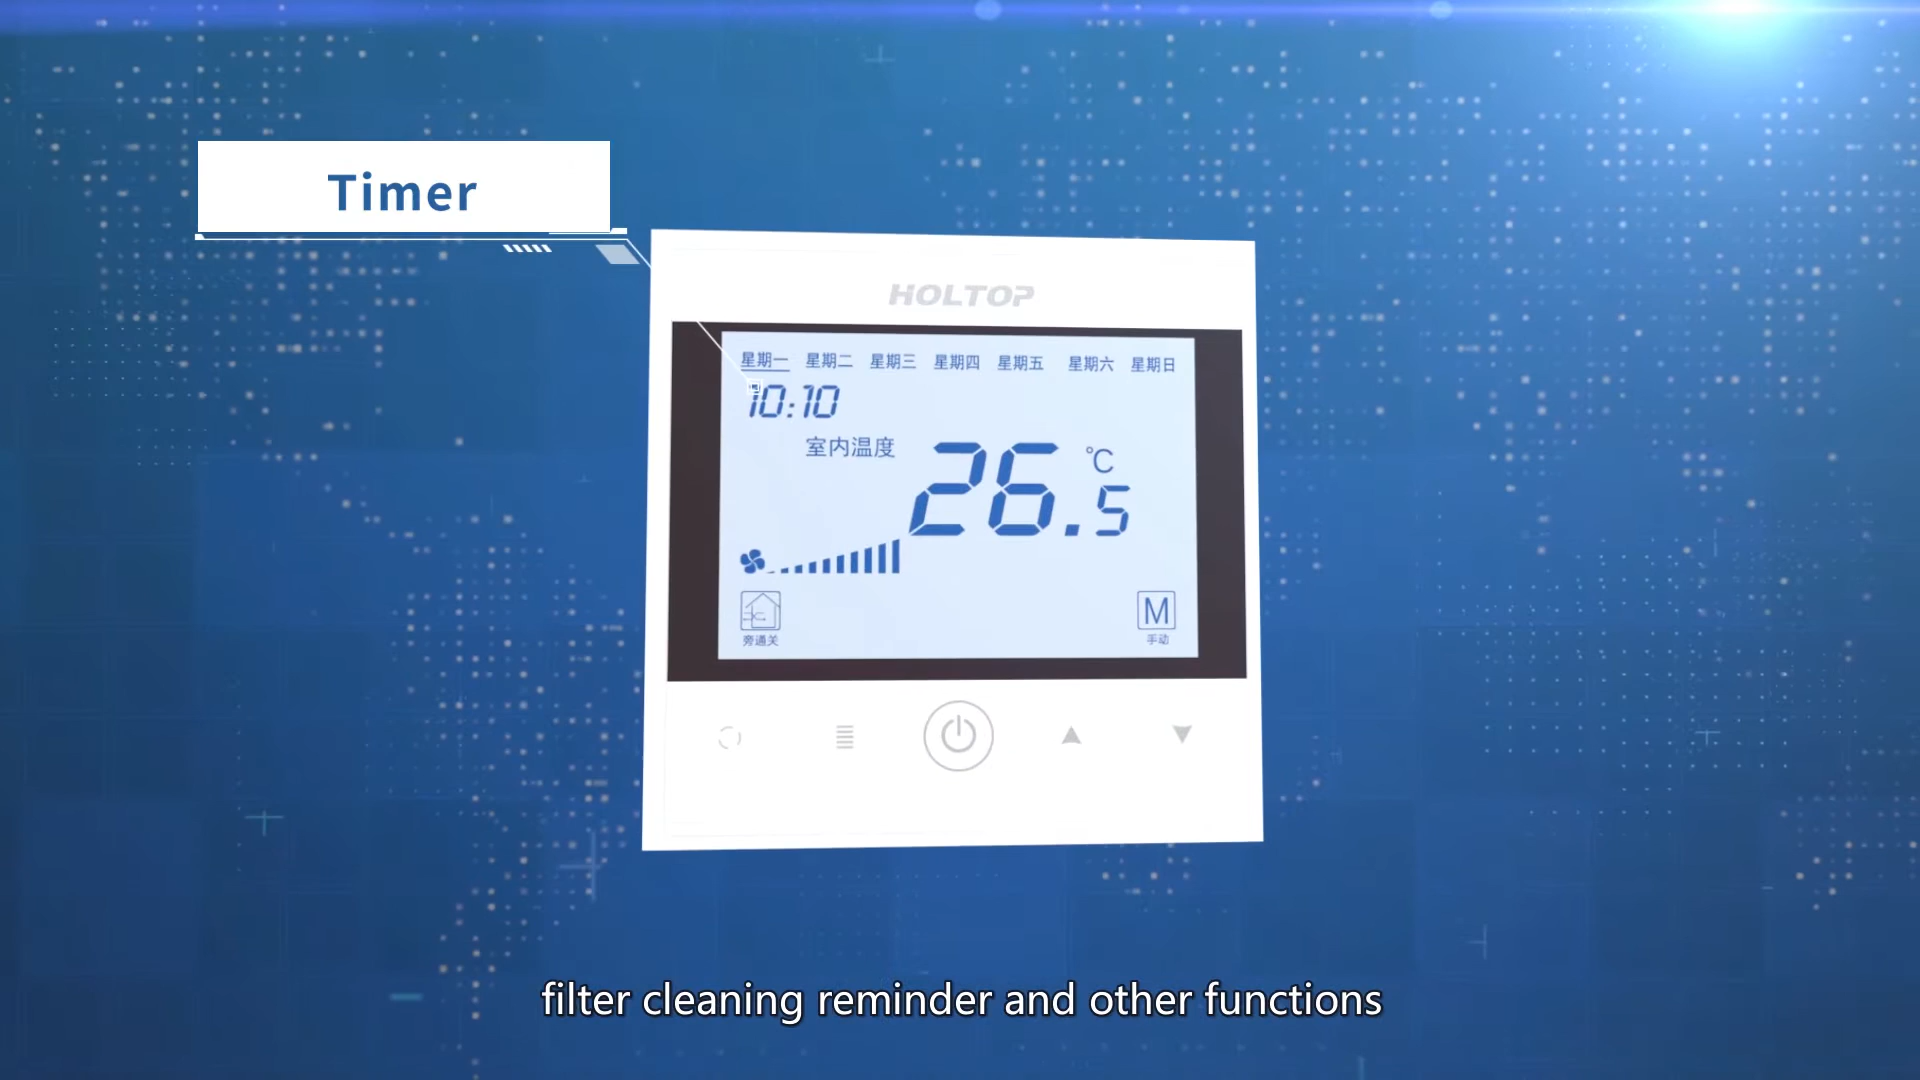 Timer
HOLTOP
星期一 星期二 星期三 星期四 星期五 星期六 星期日
10:10
室内温度 26.5 ℃
旁通关
M
手动
filter cleaning reminder and other functions